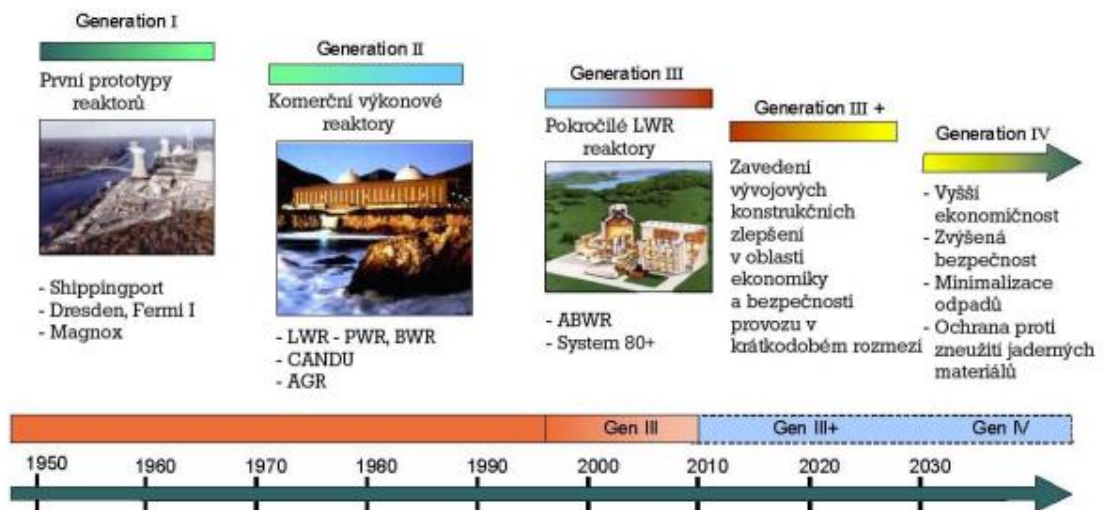 Generation I
První prototypy
reaktorů
- Shippingport
- Dresden, Fermi I
- Magnox
Generation II
Komerční výkonové
reaktory
- LWR - PWR, BWR
- CANDU
- AGR
Generation III
Pokročilé LWR
reaktory
- ABWR
- System 80+
Generation III +
Zavedení
vývojových
konstrukčních
zlepšení
v oblasti
ekonomiky
a bezpečnosti
provozu v
krátkodobém rozmezí
Generation IV
- Vyšší
ekonomičnost
- Zvýšená
bezpečnost
- Minimalizace
odpadů
- Ochrana proti
zneužití jaderných
materiálů
Gen III
Gen III+
Gen IV
1950
1960
1970
1980
1990
2000
2010
2020
2030